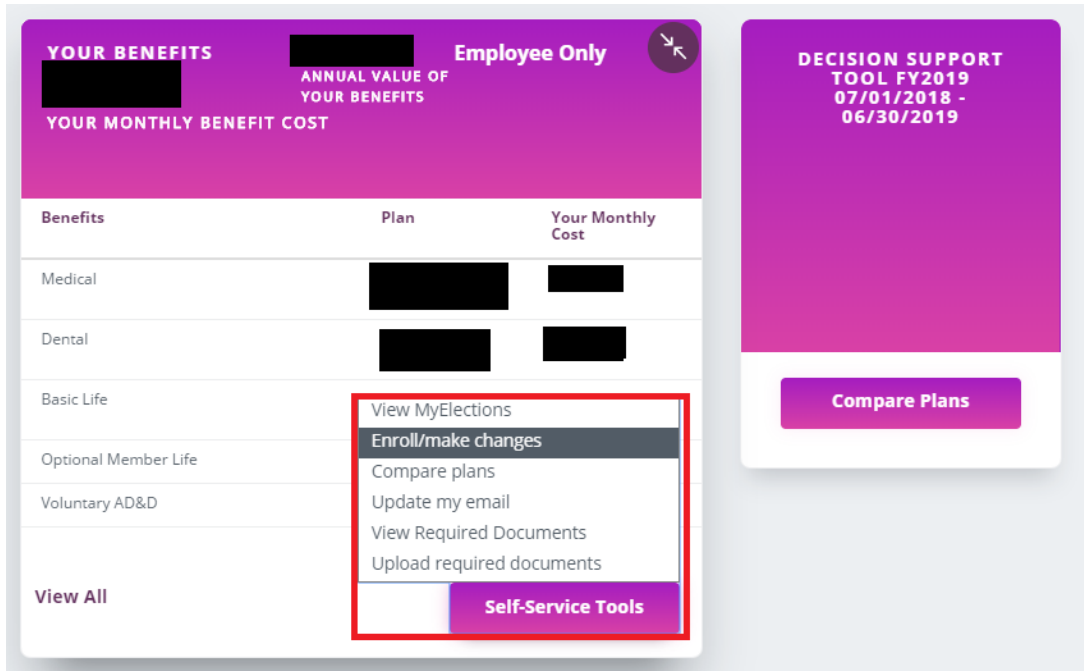 YOUR BENEFITS
YOUR MONTHLY BENEFIT COST
ANNUAL VALUE OF
YOUR BENEFITS
Employee Only
Benefits Plan Your Monthly
Cost
Medical
Dental
Basic Life
Optional Member Life
Voluntary AD&D
View MyElections
Enroll/make changes
Compare plans
Update my email
View Required Documents
Upload required documents
View All
Self-Service Tools
DECISION SUPPORT
TOOL FY2019
07/01/2018 -
06/30/2019
Compare Plans